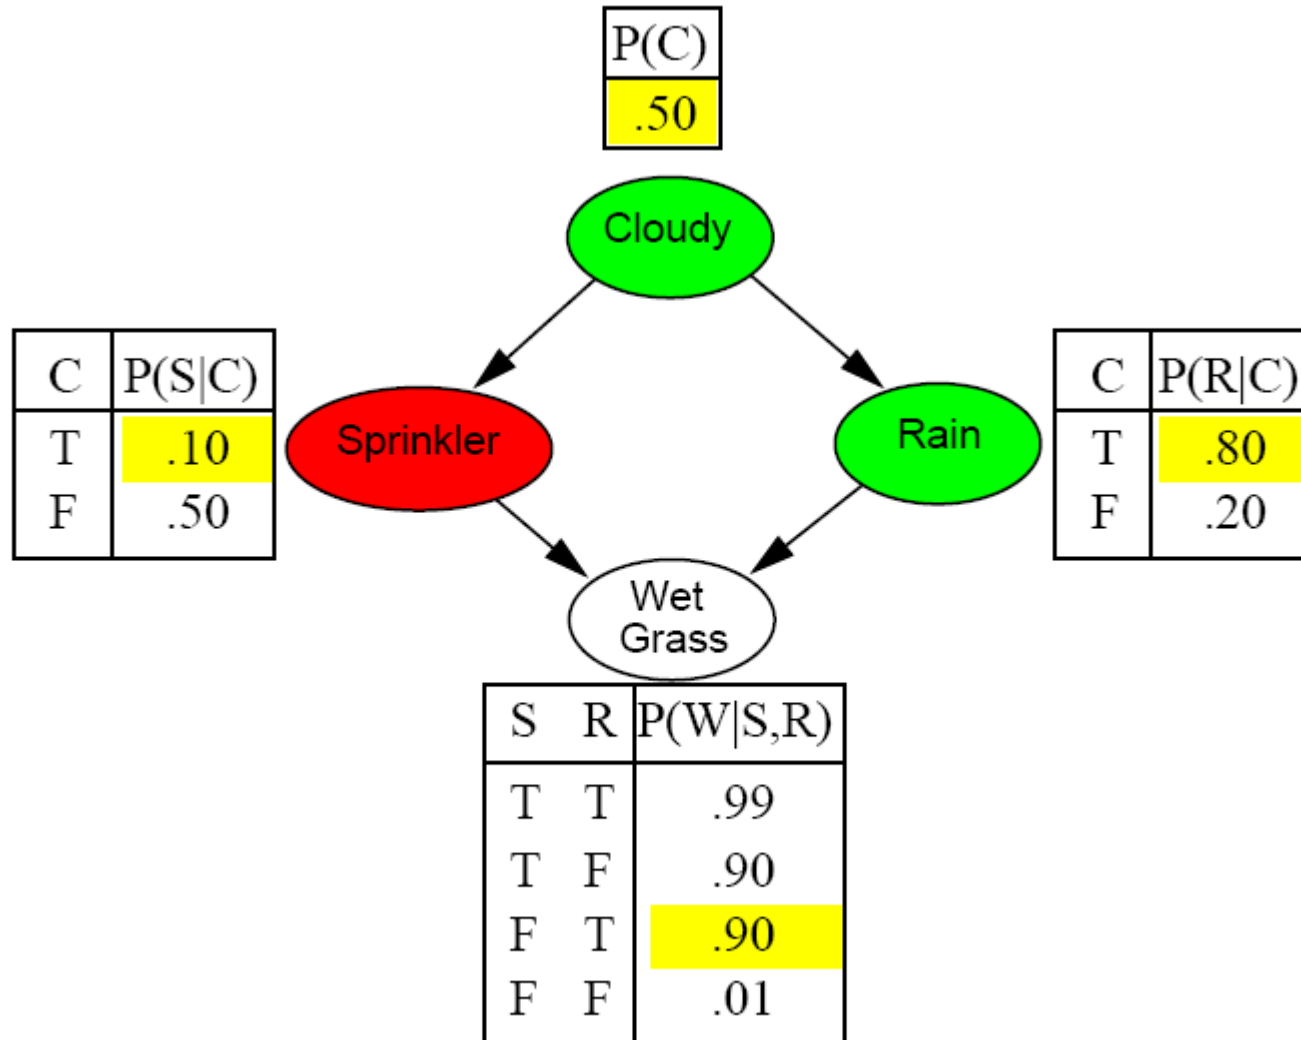 P(C)
.50
Cloudy
C P(S|C)
T .10
F .50
Sprinkler
Rain
C P(R|C)
T .80
F .20
Wet
Grass
S R P(W|S,R)
T T .99
T F .90
F T .90
F F .01